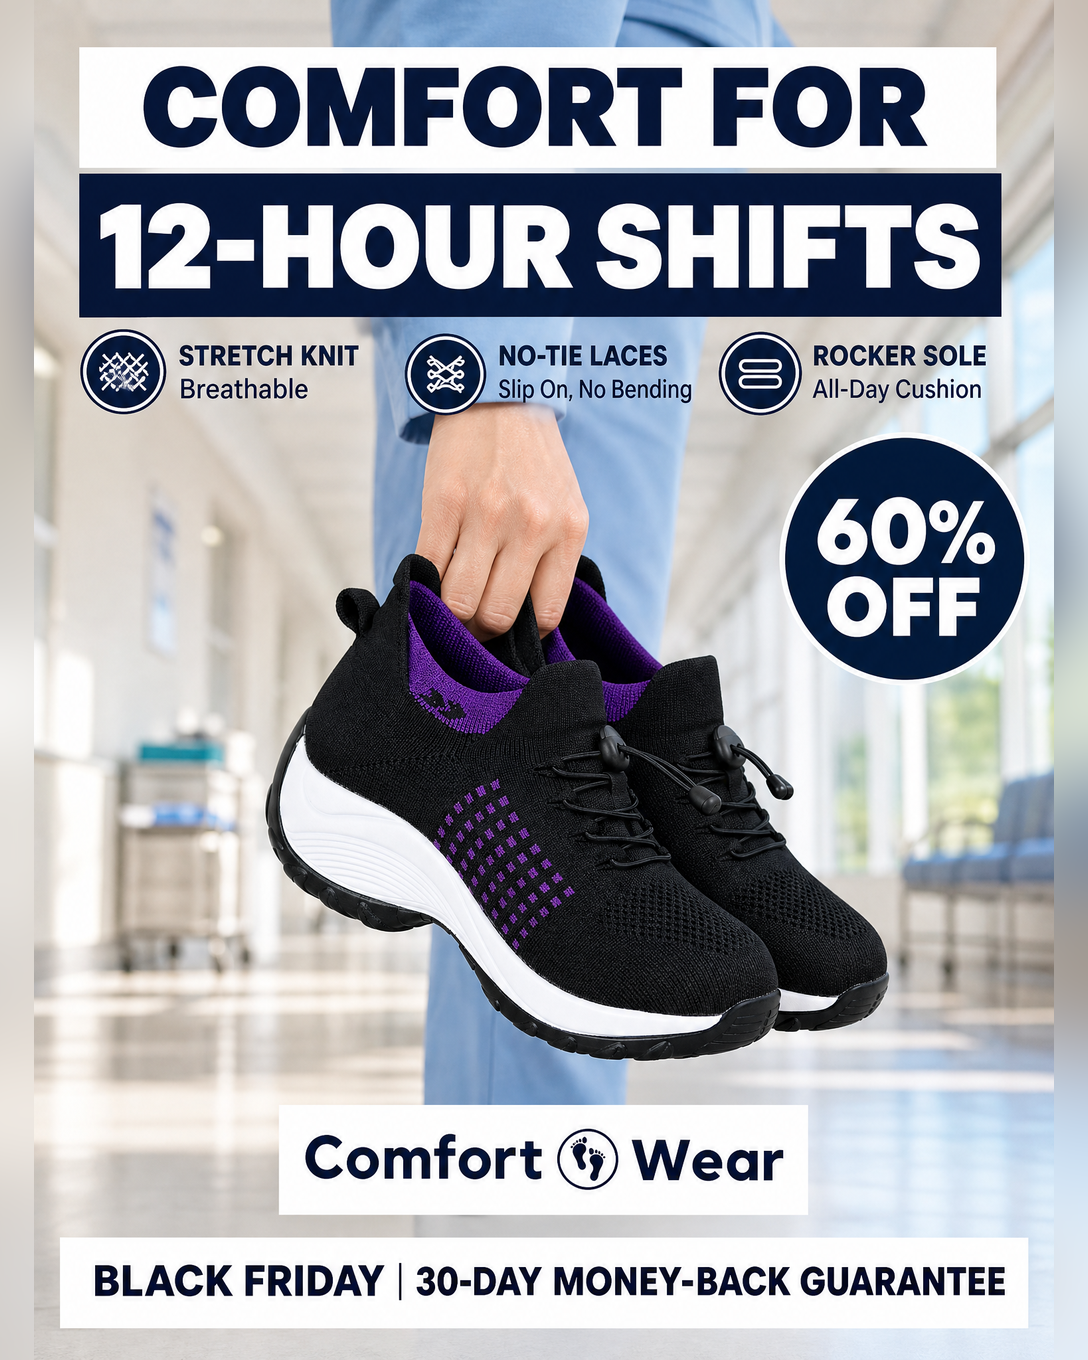 COMFORT FOR
12-HOUR SHIFTS
STRETCH KNIT
Breathable
NO-TIE LACES
Slip On, No Bending
ROCKER SOLE
All-Day Cushion
60%
OFF
Comfort Wear
BLACK FRIDAY | 30-DAY MONEY-BACK GUARANTEE